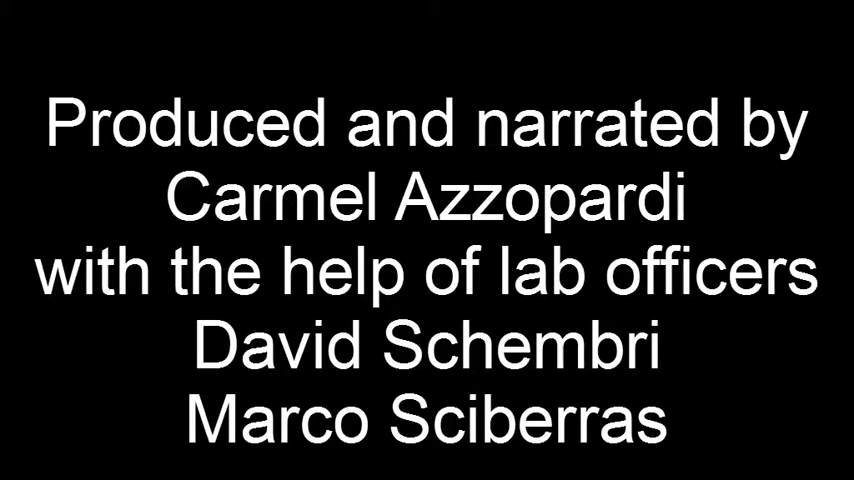 Produced and narrated by
Carmel Azzopardi
with the help of lab officers
David Schembri
Marco Sciberras